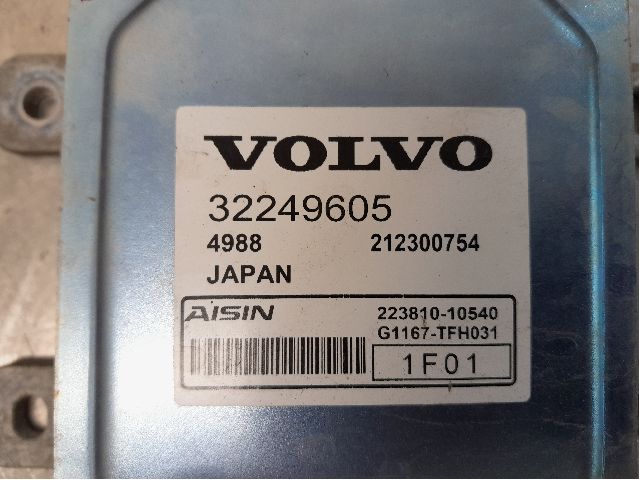 VOLVO
32249605
4988 212300754
JAPAN
AISIN 223810-10540
G1167-TFH031
1F01